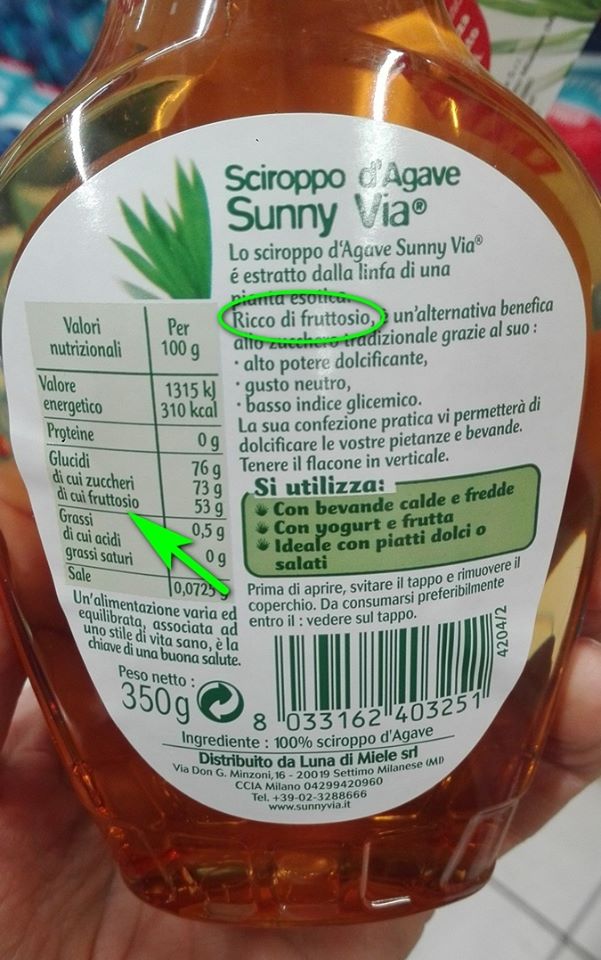 Sciroppo d'Agave
Sunny Via®
Lo sciroppo d'Agave Sunny Via®
é estratto dalla linfa di una
pianta esotica.
Ricco di fruttosio, è un'alternativa benefica
allo zucchero tradizionale grazie al suo :
· alto potere dolcificante,
· gusto neutro,
· basso indice glicemico.
La sua confezione pratica vi permetterà di
dolcificare le vostre pietanze e bevande.
Tenere il flacone in verticale.
Si utilizza:
Con bevande calde e fredde
Con yogurt e frutta
Ideale con piatti dolci o
salati
Prima di aprire, svitare il tappo e rimuovere il
coperchio. Da consumarsi preferibilmente
entro il : vedere sul tappo.
Valori nutrizionali Per 100 g
Valore energetico 1315 kJ 310 kcal
Proteine 0 g
Glucidi 76 g
di cui zuccheri 73 g
di cui fruttosio 53 g
Grassi 0,5 g
di cui acidi grassi saturi 0 g
Sale 0,0725
Un'alimentazione varia ed
equilibrata, associata ad
uno stile di vita sano, è la
chiave di una buona salute.
Peso netto :
350g
8 033162 403251
4204/2
Ingrediente : 100% sciroppo d'Agave
Distribuito da Luna di Miele srl
Via Don G. Minzoni,16 - 20019 Settimo Milanese (MI)
CCIA Milano 04299420960
Tel. +39-02-3288666
www.sunnyvia.it